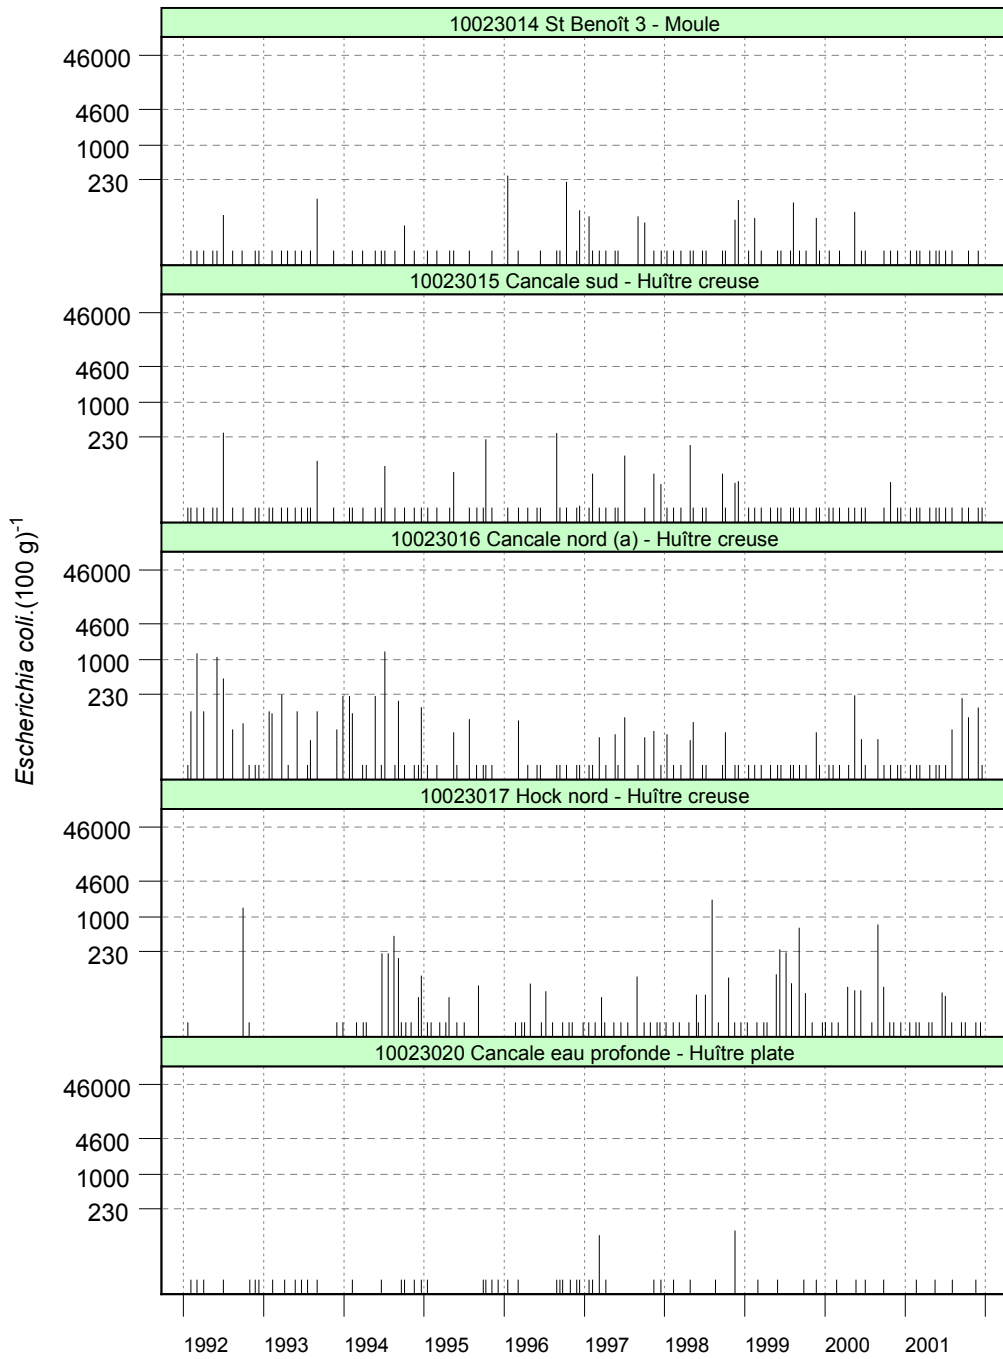 10023014 St Benoît 3 - Moule
46000
4600
1000
230
10023015 Cancale sud - Huître creuse
46000
4600
1000
230
10023016 Cancale nord (a) - Huître creuse
46000
4600
1000
230
10023017 Hock nord - Huître creuse
46000
4600
1000
230
10023020 Cancale eau profonde - Huître plate
46000
4600
1000
230
Escherichia coli.(100 g)⁻¹
1992 1993 1994 1995 1996 1997 1998 1999 2000 2001